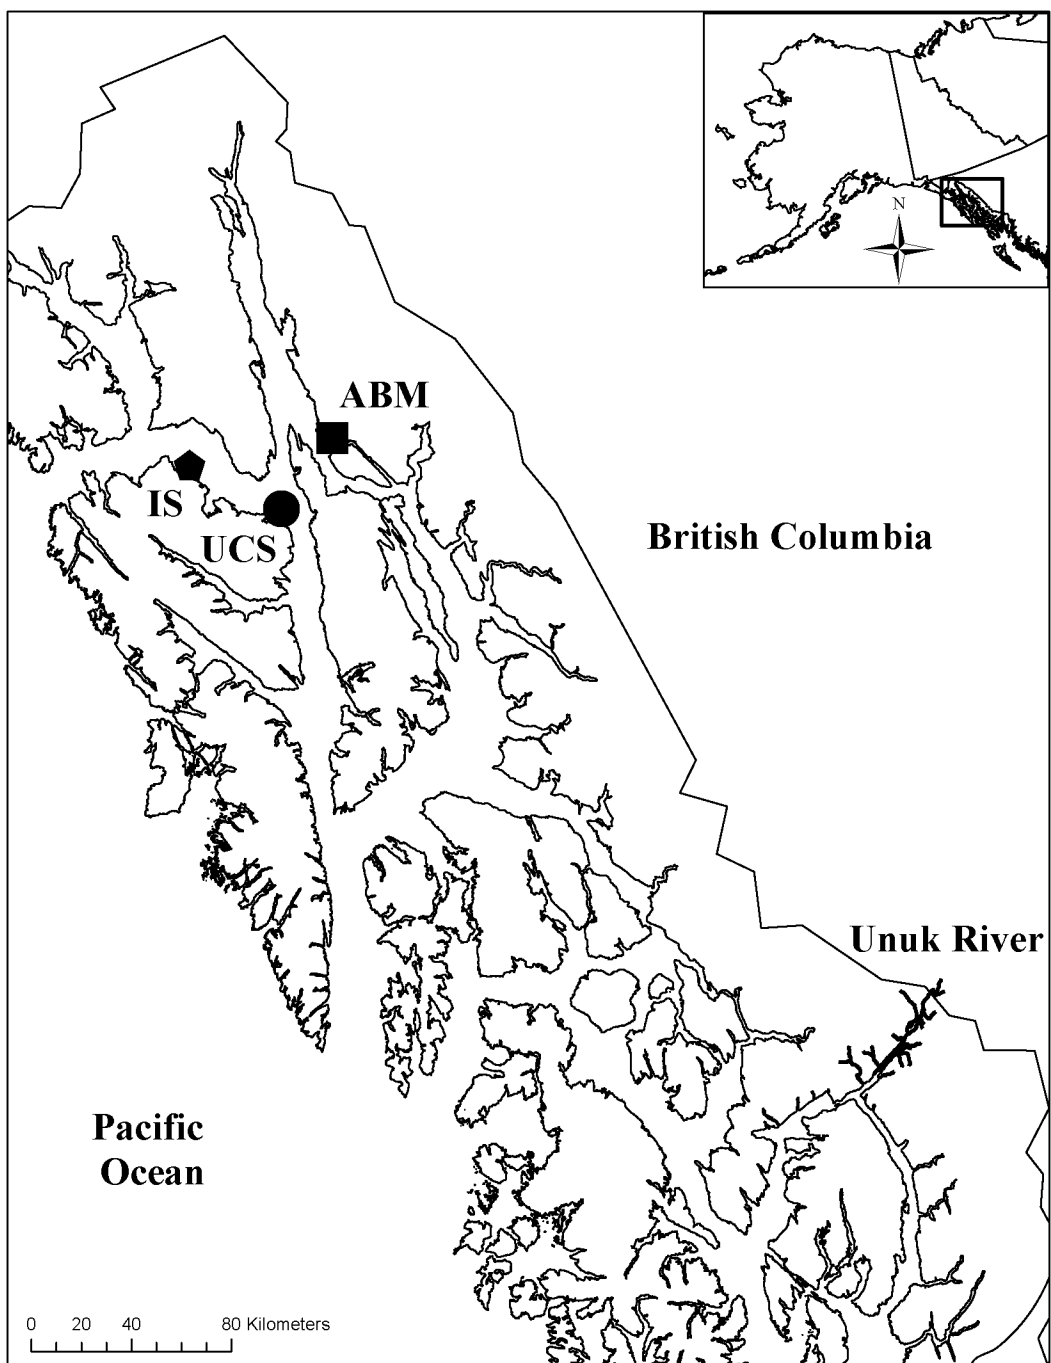 N
ABM
IS
UCS
British Columbia
Unuk River
Pacific
Ocean
0 20 40 80 Kilometers